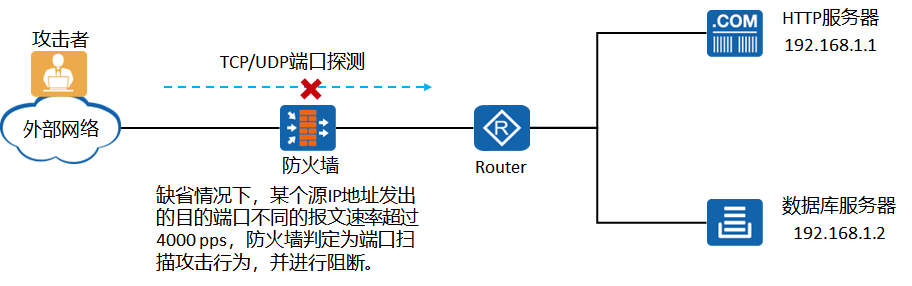 攻击者
外部网络
TCP/UDP端口探测
防火墙
缺省情况下，某个源IP地址发出
的目的端口不同的报文速率超过
4000 pps，防火墙判定为端口扫
描攻击行为，并进行阻断。
R
Router
.COM
HTTP服务器
192.168.1.1
数据库服务器
192.168.1.2